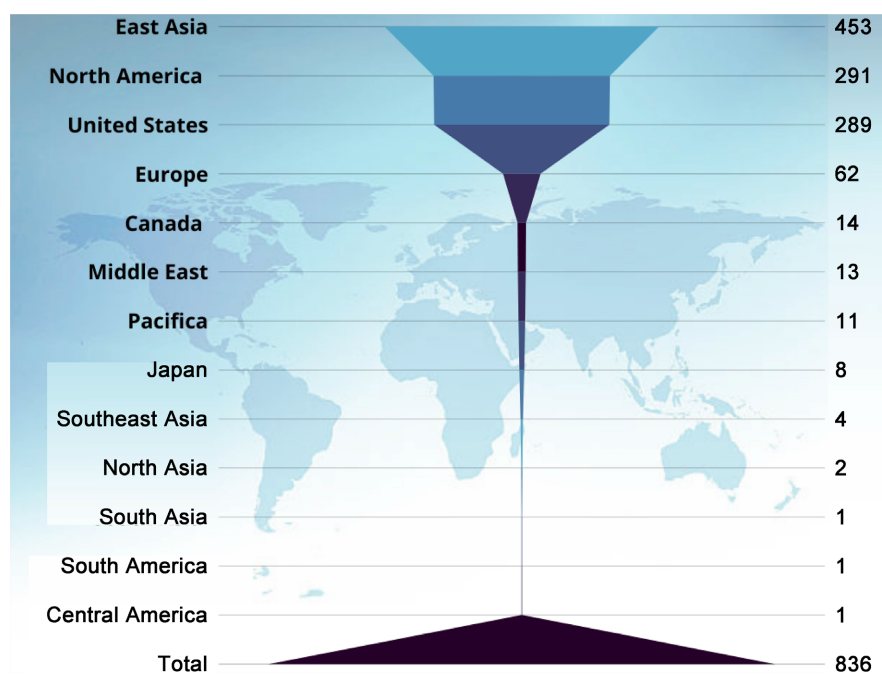 East Asia 453
North America 291
United States 289
Europe 62
Canada 14
Middle East 13
Pacifica 11
Japan 8
Southeast Asia 4
North Asia 2
South Asia 1
South America 1
Central America 1
Total 836